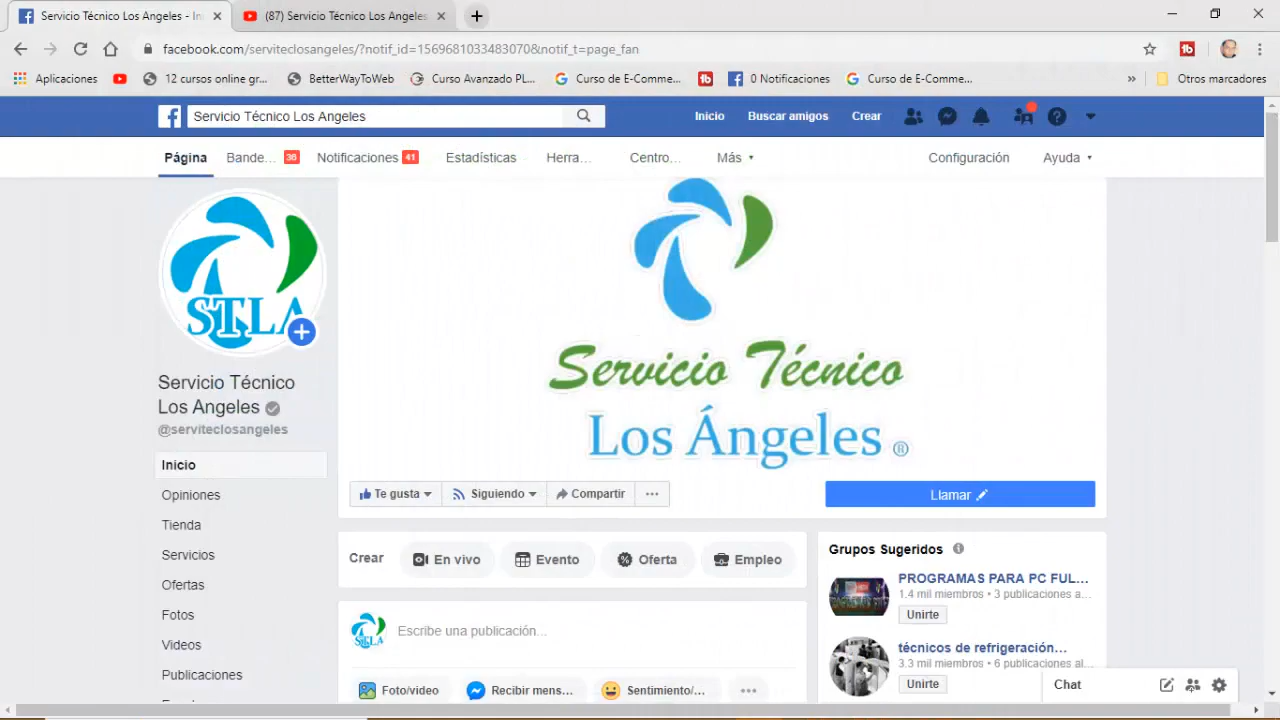 Servicio Técnico Los Angeles - In
(87) Servicio Técnico Los Angeles
facebook.com/serviteclosangeles/?notif_id=1569681033483070&notif_t=page_fan
Aplicaciones
12 cursos online gr...
BetterWayToWeb
Curso Avanzado PL...
Curso de E-Comme...
0 Notificaciones
Curso de E-Comme...
»
Otros marcadores
Servicio Técnico Los Angeles
Inicio
Buscar amigos
Crear
Página
Bande... 36
Notificaciones 41
Estadísticas
Herra...
Centro...
Más
Configuración
Ayuda
STLA
Servicio Técnico
Los Angeles
@serviteclosangeles
Inicio
Opiniones
Tienda
Servicios
Ofertas
Fotos
Videos
Publicaciones
Servicio Técnico
Los Ángeles ®
Te gusta
Siguiendo
Compartir
...
Llamar
Crear
En vivo
Evento
Oferta
Empleo
STLA
Escribe una publicación...
Foto/video
Recibir mens...
Sentimiento/...
...
Grupos Sugeridos
PROGRAMAS PARA PC FUL...
1.4 mil miembros • 3 publicaciones a...
Unirte
técnicos de refrigeración...
3.3 mil miembros • 6 publicaciones al...
Unirte
Chat